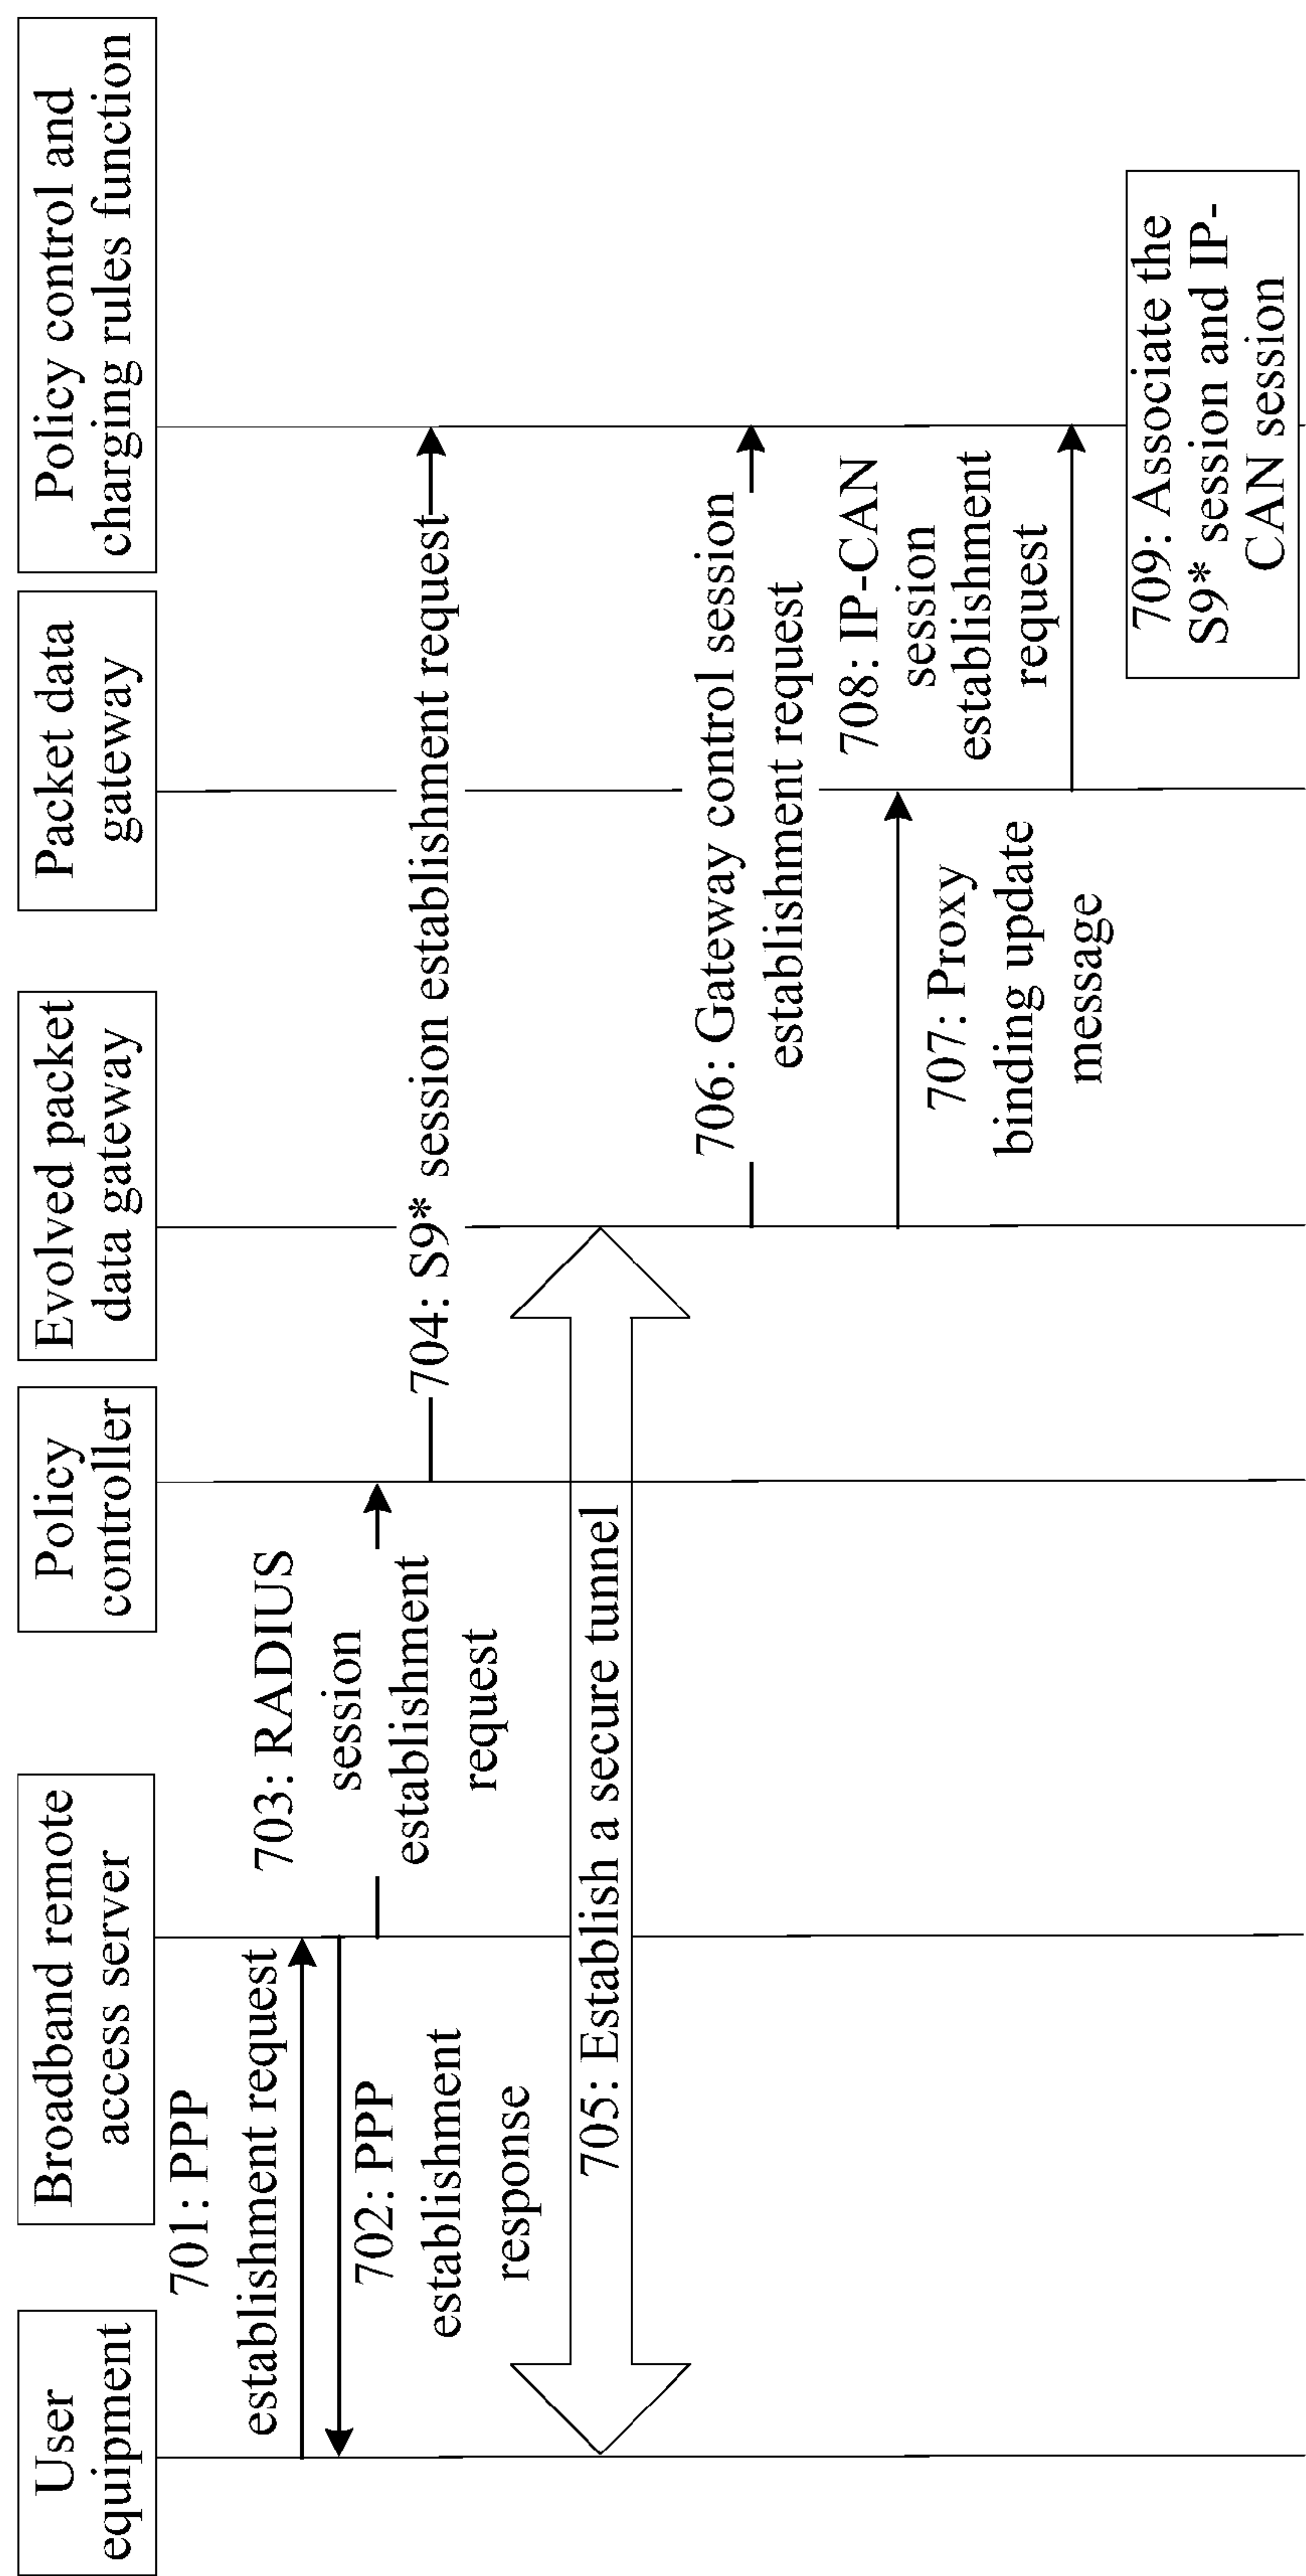 User
equipment
Broadband remote
access server
Policy
controller
Evolved packet
data gateway
Packet data
gateway
Policy control and
charging rules function
701: PPP
establishment request
702: PPP
establishment
response
703: RADIUS
session
establishment
request
704: S9* session establishment request
705: Establish a secure tunnel
706: Gateway control session
establishment request
707: Proxy
binding update
message
708: IP-CAN
session
establishment
request
709: Associate the
S9* session and IP-
CAN session